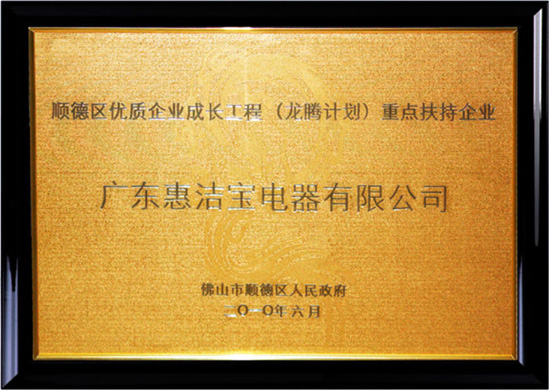 顺德区优质企业成长工程（龙腾计划）重点扶持企业
广东惠洁宝电器有限公司
佛山市顺德区人民政府
二〇一〇年六月